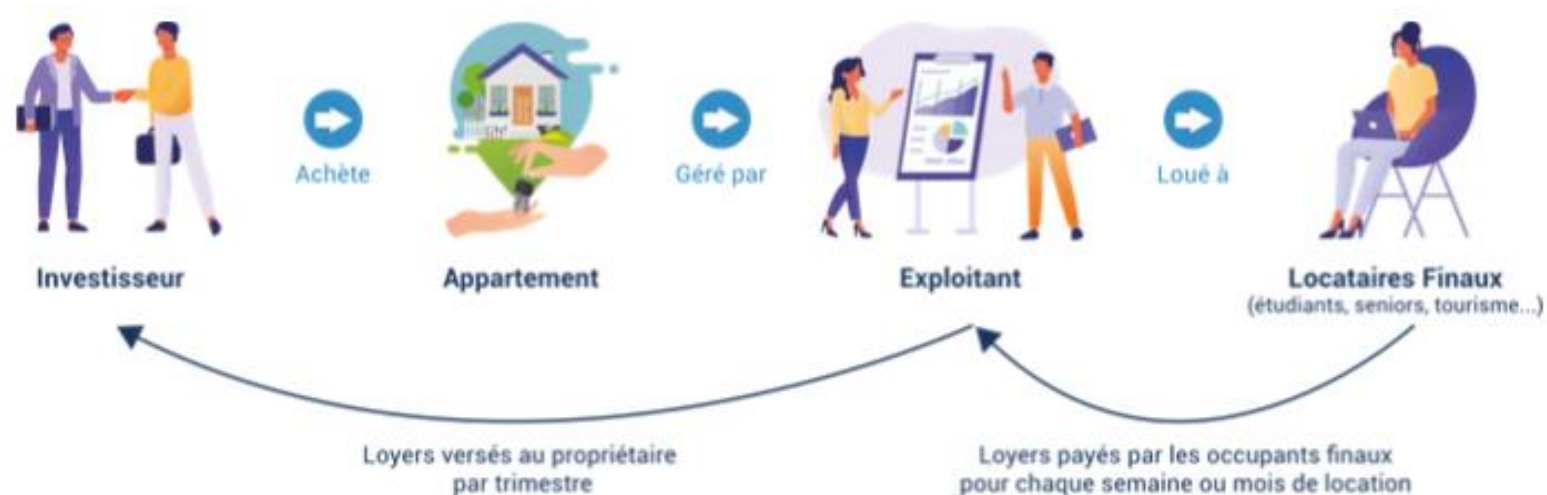 Achète
Géré par
Loué à
Investisseur
Appartement
Exploitant
Locataires Finaux
(étudiants, seniors, tourisme...)
Loyers versés au propriétaire
par trimestre
Loyers payés par les occupants finaux
pour chaque semaine ou mois de location